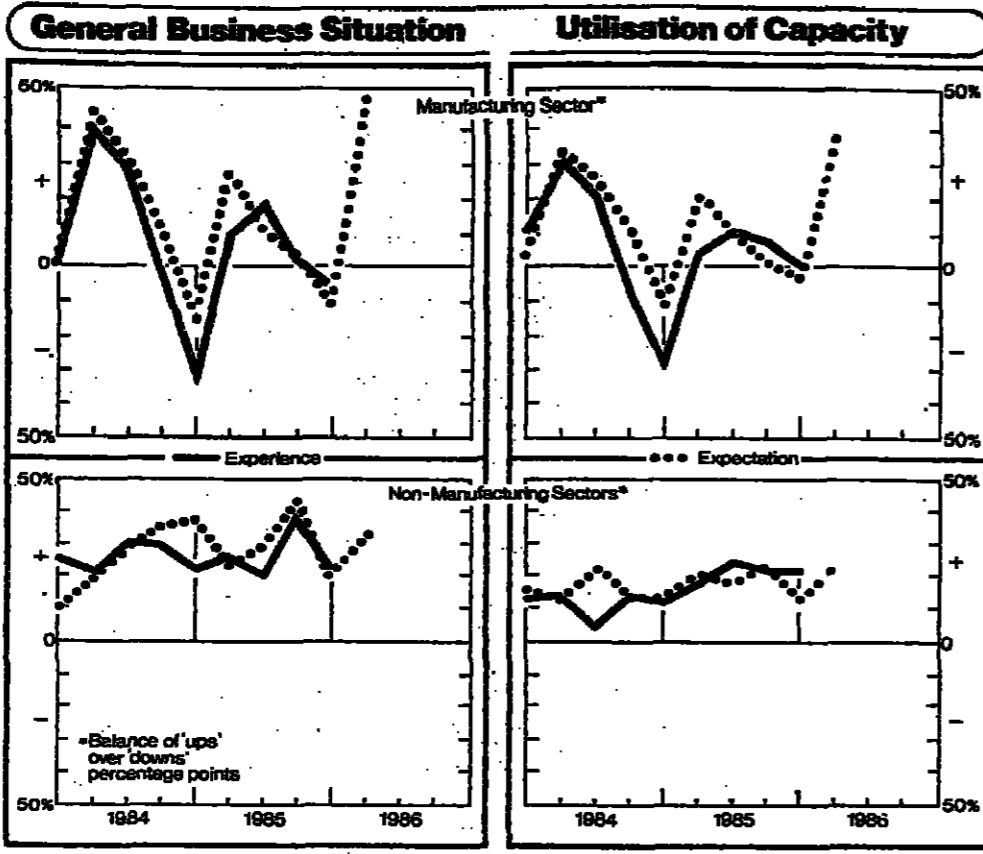 General Business Situation
Utilisation of Capacity
50%
50%
Manufacturing Sector*
+
+
0
0
−
−
50%
50%
Experience
Expectation
50%
50%
Non-Manufacturing Sectors*
+
+
0
0
−
−
*Balance of 'ups'
over 'downs'
percentage points
50%
50%
1984 1985 1986
1984 1985 1986